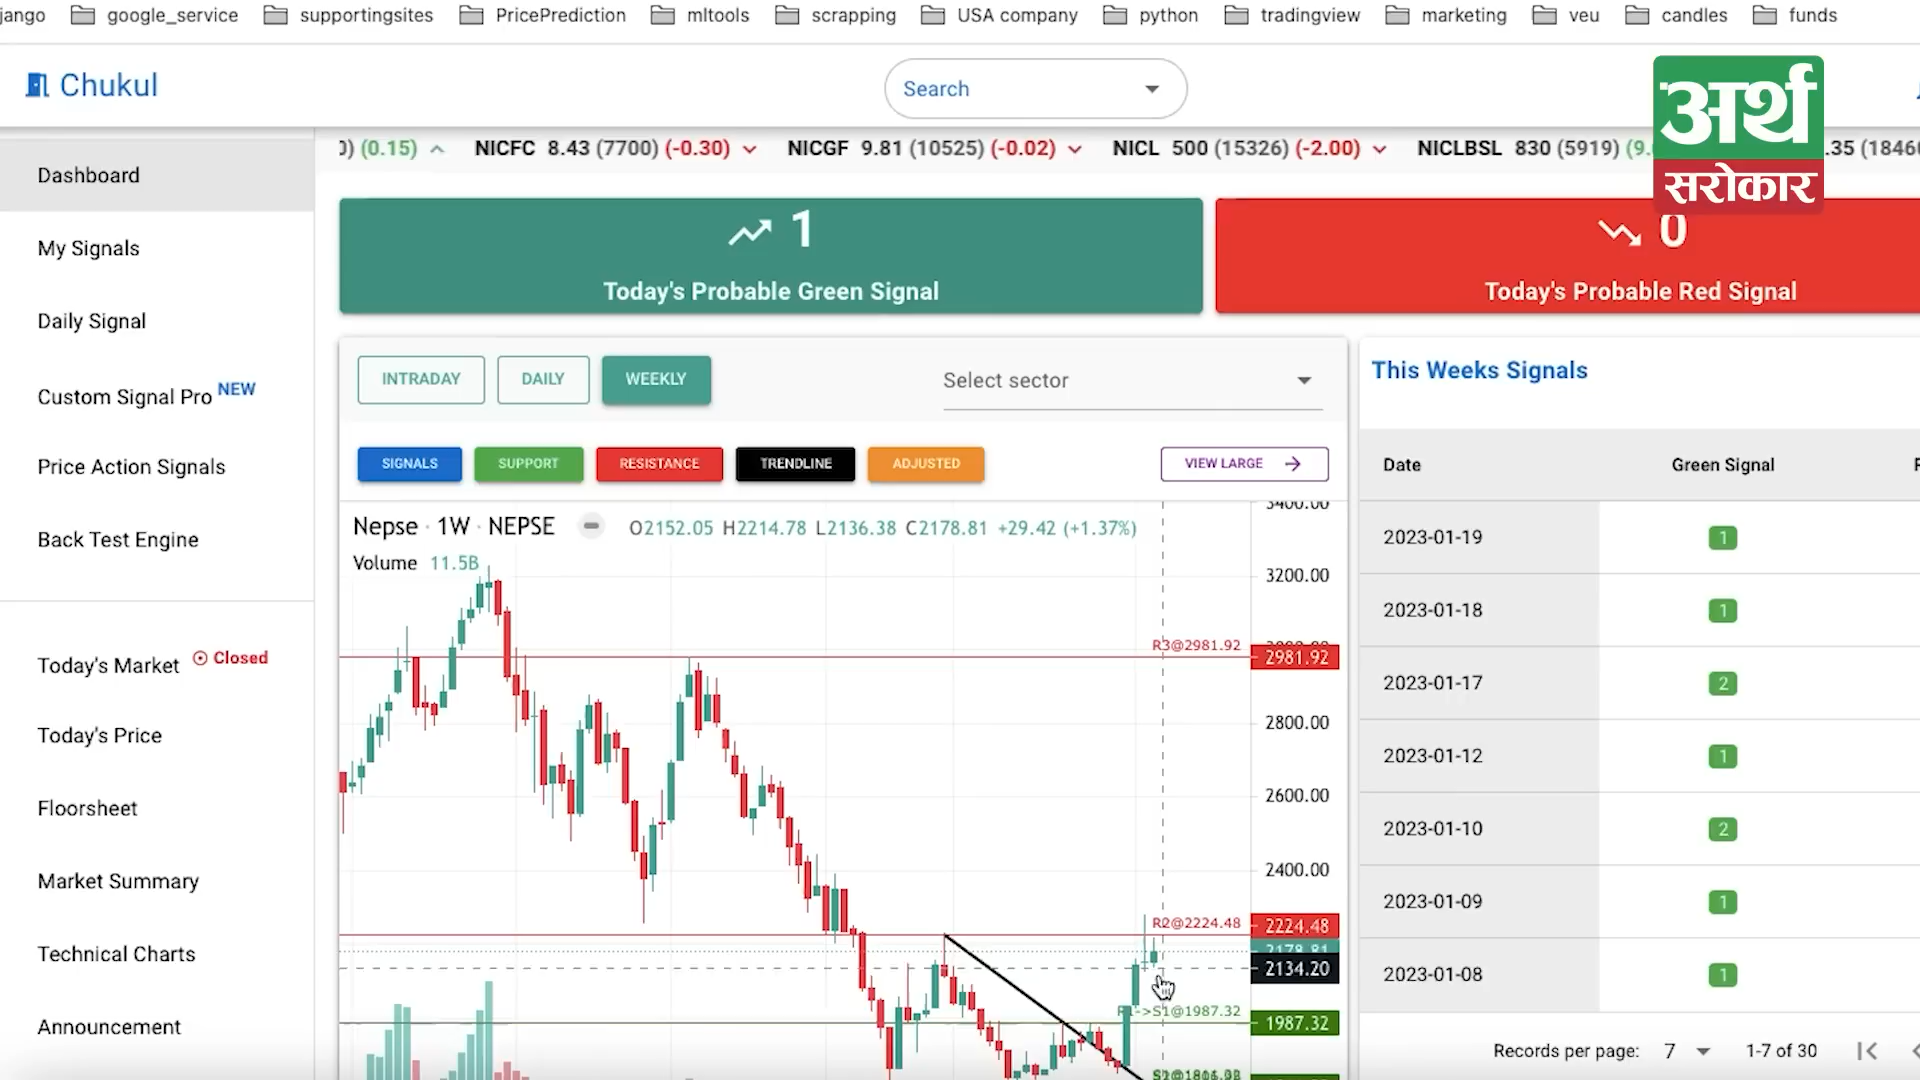 jango google_service supportingsites PricePrediction mltools scrapping USA company python tradingview marketing veu candles funds
Chukul
Search
अर्थ
सरोकार
(0.15) NICFC 8.43 (7700) (-0.30) NICGF 9.81 (10525) (-0.02) NICL 500 (15326) (-2.00) NICLBSL 830 (5919)
Dashboard
My Signals
Daily Signal
Custom Signal Pro NEW
Price Action Signals
Back Test Engine
Today's Market Closed
Today's Price
Floorsheet
Market Summary
Technical Charts
Announcement
1
Today's Probable Green Signal
0
Today's Probable Red Signal
INTRADAY DAILY WEEKLY Select sector
SIGNALS SUPPORT RESISTANCE TRENDLINE ADJUSTED VIEW LARGE
Nepse · 1W · NEPSE O2152.05 H2214.78 L2136.38 C2178.81 +29.42 (+1.37%)
Volume 11.5B
3400.00
3200.00
R3@2981.92 2981.92
2800.00
2600.00
2400.00
R2@2224.48 2224.48
2178.81
2134.20
R1->S1@1987.32 1987.32
This Weeks Signals
Date Green Signal
2023-01-19 1
2023-01-18 1
2023-01-17 2
2023-01-12 1
2023-01-10 2
2023-01-09 1
2023-01-08 1
Records per page: 7 1-7 of 30